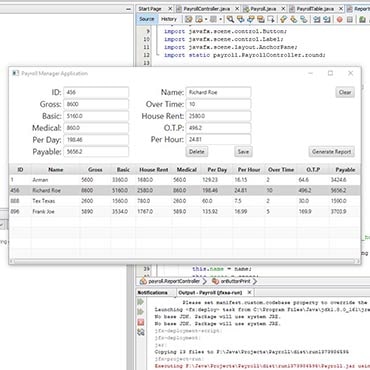 Start Page PayrollController.java Payroll.java PayrollTable.java Report
Source History
import javafx.scene.control.Button;
import javafx.scene.control.Label;
import javafx.scene.layout.AnchorPane;
import static payroll.PayrollController.round;
Payroll Manager Application
ID: 456 Name: Richard Roe Clear
Gross: 8600 Over Time: 10
Basic: 5160.0 House Rent: 2580.0
Medical: 860.0 O.T.P: 496.2
Per Day: 198.46 Per Hour: 24.81
Payable: 5656.2 Delete Save Generate Report
ID Name Gross Basic House Rent Medical Per Day Per Hour Over Time O.T.P Payable
1 Arman 5600 3360.0 1680.0 560.0 129.23 16.15 2 64.6 3424.6
456 Richard Roe 8600 5160.0 2580.0 860.0 198.46 24.81 10 496.2 5656.2
888 Tex Texas 2600 1560.0 780.0 260.0 60.0 7.5 2 30.0 1590.0
896 Frank Joe 5890 3534.0 1767.0 589.0 135.92 16.99 5 169.9 3703.9
39
40
this.name = name;
payroll.ReportController onButtonPrint
Notifications Output - Payroll (jfxsa-run)
Please set manifest.custom.codebase property to override the
Launching <fx:deploy> task from C:\Program Files\Java\jdk1.8.0_161\jre
No base JDK. Package will use system JRE.
No base JDK. Package will use system JRE.
jfx-deployment-script:
jfx-deployment:
jar:
Copying 13 files to F:\Java\Projects\Payroll\dist\run1373986596
jfx-project-run:
Executing F:\Java\Projects\Payroll\dist\run1373986596\Payroll.jar usin